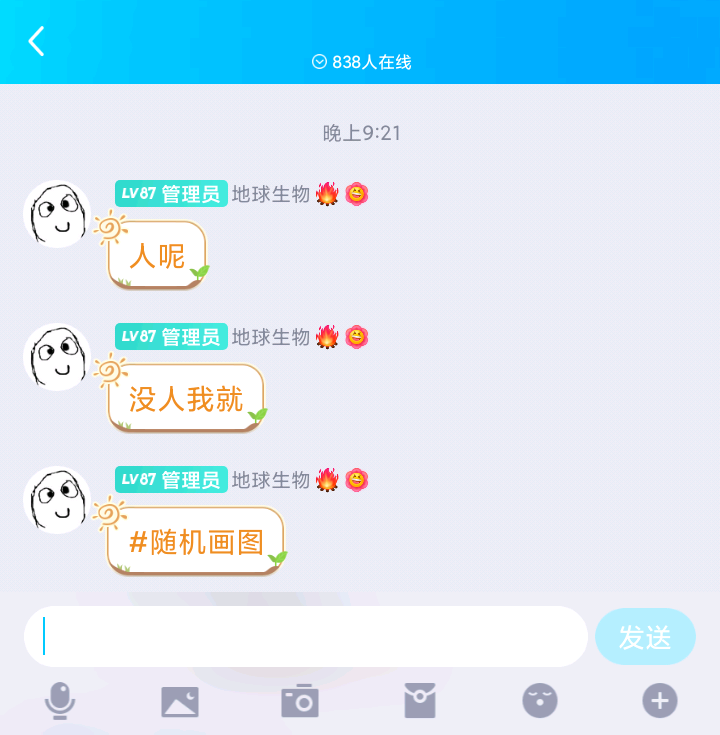 838人在线
晚上9:21
LV87 管理员 地球生物
人呢
LV87 管理员 地球生物
没人我就
LV87 管理员 地球生物
#随机画图
发送